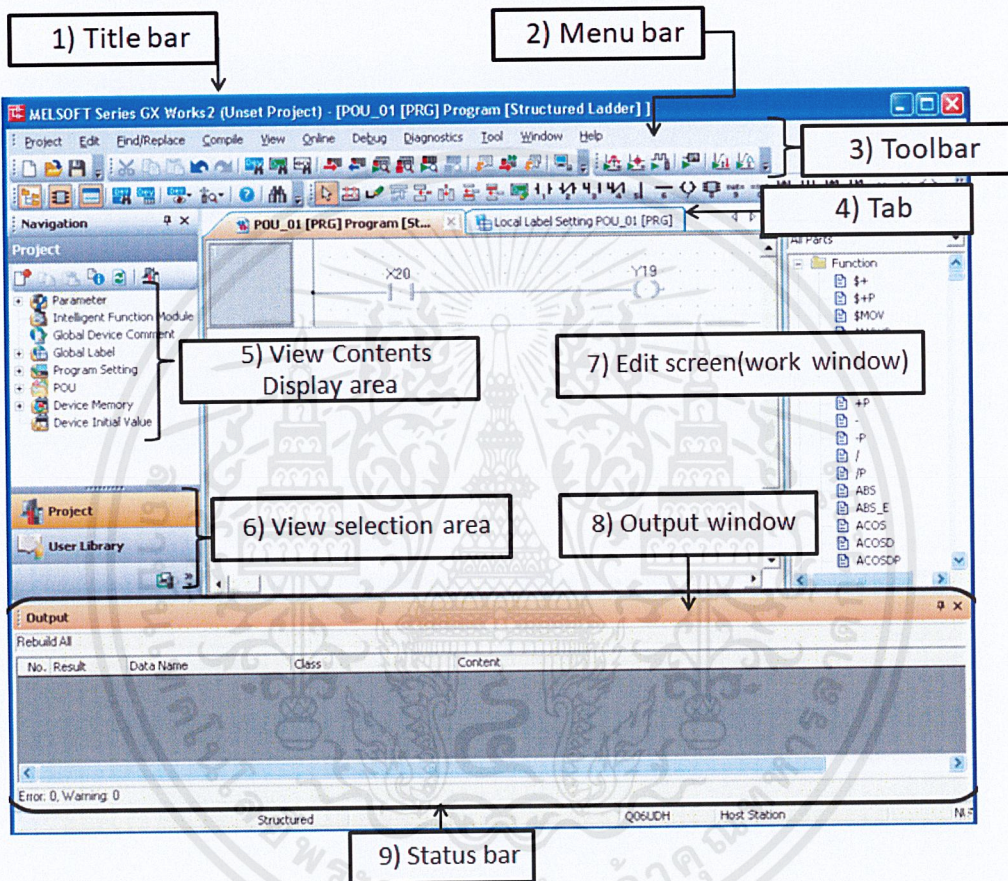 1) Title bar
2) Menu bar
MELSOFT Series GX Works2 (Unset Project) - [POU_01 [PRG] Program [Structured Ladder] ]
Project Edit Find/Replace Compile View Online Debug Diagnostics Tool Window Help
3) Toolbar
4) Tab
Navigation
POU_01 [PRG] Program [St...
Local Label Setting POU_01 [PRG]
Project
All Parts
Parameter
Intelligent Function Module
Global Device Comment
Global Label
Program Setting
POU
Device Memory
Device Initial Value
X20
Y19
Function
$+
$+P
$MOV
5) View Contents
Display area
7) Edit screen(work window)
+P
-
-P
/
/P
ABS
ABS_E
ACOS
ACOSD
ACOSDP
Project
User Library
6) View selection area
8) Output window
Output
Rebuild All
No. Result Data Name Class Content
Error: 0, Warning: 0
Structured Q06UDH Host Station
9) Status bar